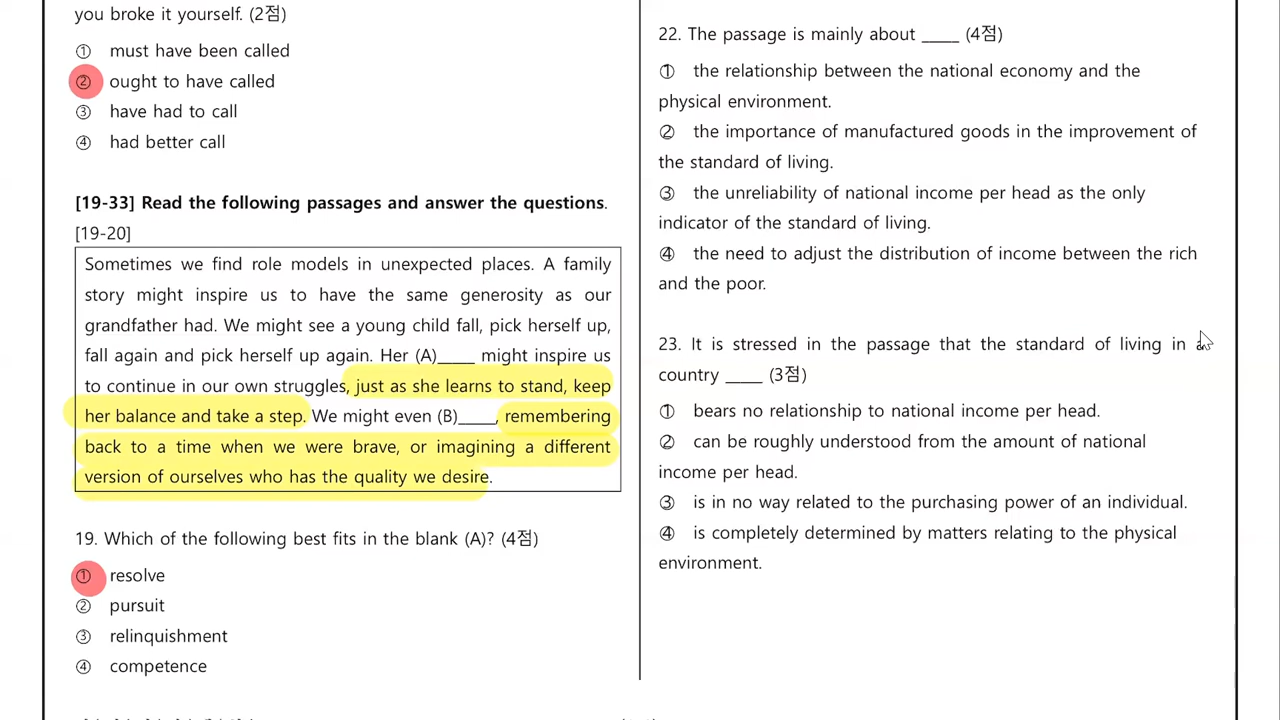 you broke it yourself. (2점)
① must have been called
② ought to have called
③ have had to call
④ had better call
[19-33] Read the following passages and answer the questions.
[19-20]
Sometimes we find role models in unexpected places. A family
story might inspire us to have the same generosity as our
grandfather had. We might see a young child fall, pick herself up,
fall again and pick herself up again. Her (A)____ might inspire us
to continue in our own struggles, just as she learns to stand, keep
her balance and take a step. We might even (B)____, remembering
back to a time when we were brave, or imagining a different
version of ourselves who has the quality we desire.
19. Which of the following best fits in the blank (A)? (4점)
① resolve
② pursuit
③ relinquishment
④ competence
22. The passage is mainly about ____ (4점)
① the relationship between the national economy and the
physical environment.
② the importance of manufactured goods in the improvement of
the standard of living.
③ the unreliability of national income per head as the only
indicator of the standard of living.
④ the need to adjust the distribution of income between the rich
and the poor.
23. It is stressed in the passage that the standard of living in a
country ____ (3점)
① bears no relationship to national income per head.
② can be roughly understood from the amount of national
income per head.
③ is in no way related to the purchasing power of an individual.
④ is completely determined by matters relating to the physical
environment.